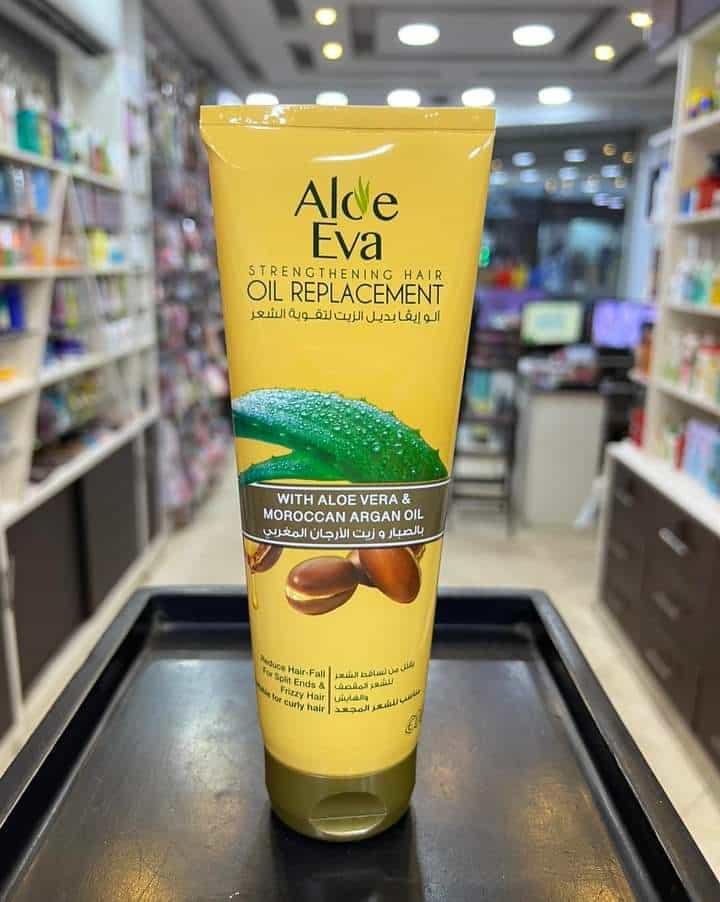 Aloe
Eva
STRENGTHENING HAIR
OIL REPLACEMENT
الو إيڤا بديل الزيت لتقوية الشعر
WITH ALOE VERA &
MOROCCAN ARGAN OIL
بالصبار و زيت الأرجان المغربي
Reduce Hair-Fall
For Split Ends &
Frizzy Hair
for curly hair
يقلل من تساقط الشعر
للشعر المقصف
والهايش
مناسب للشعر المجعد